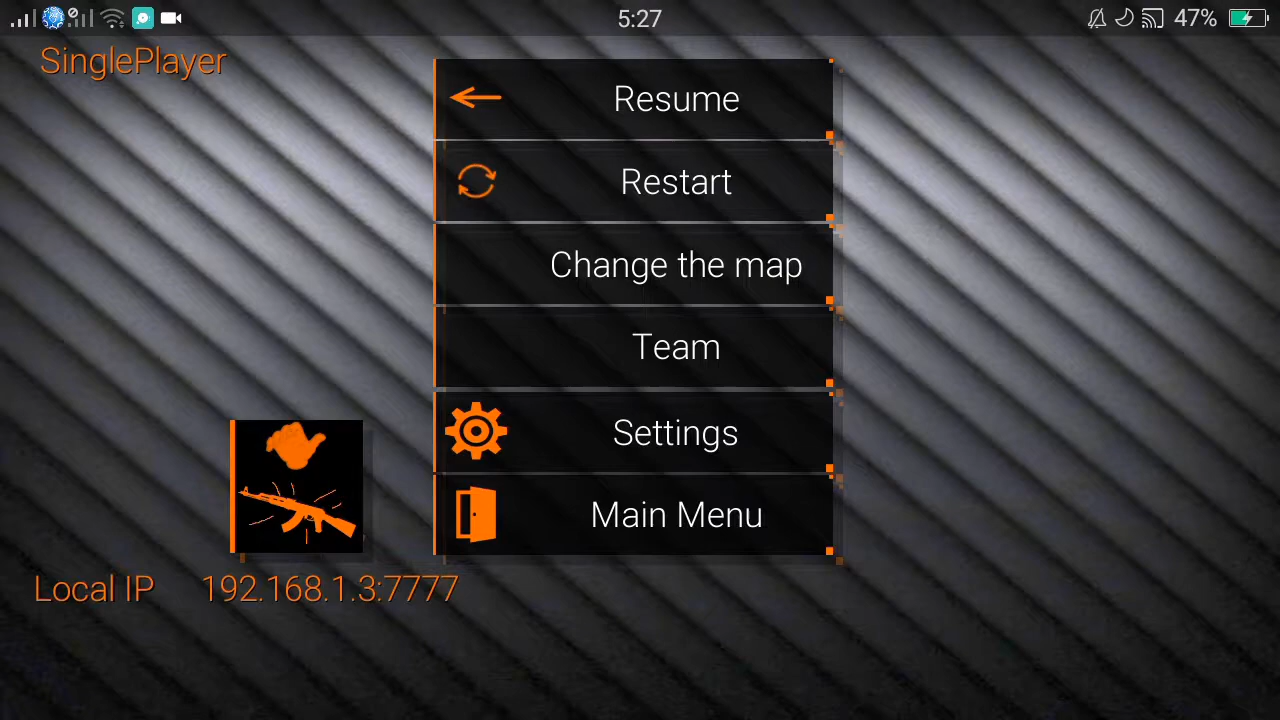 5:27
47%
SinglePlayer
Resume
Restart
Change the map
Team
Settings
Main Menu
Local IP 192.168.1.3:7777